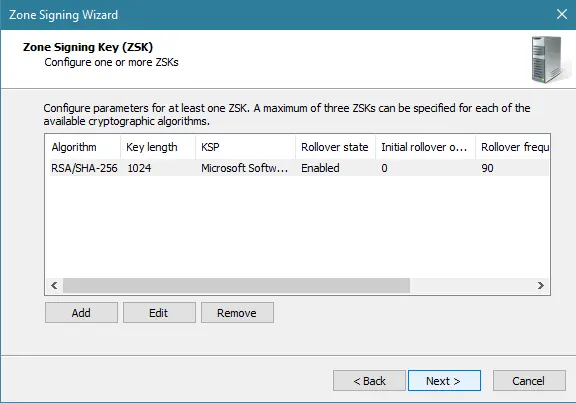 Zone Signing Wizard
Zone Signing Key (ZSK)
Configure one or more ZSKs
Configure parameters for at least one ZSK. A maximum of three ZSKs can be specified for each of the
available cryptographic algorithms.
Algorithm Key length KSP Rollover state Initial rollover o... Rollover frequ
RSA/SHA-256 1024 Microsoft Softw... Enabled 0 90
Add Edit Remove
< Back Next > Cancel